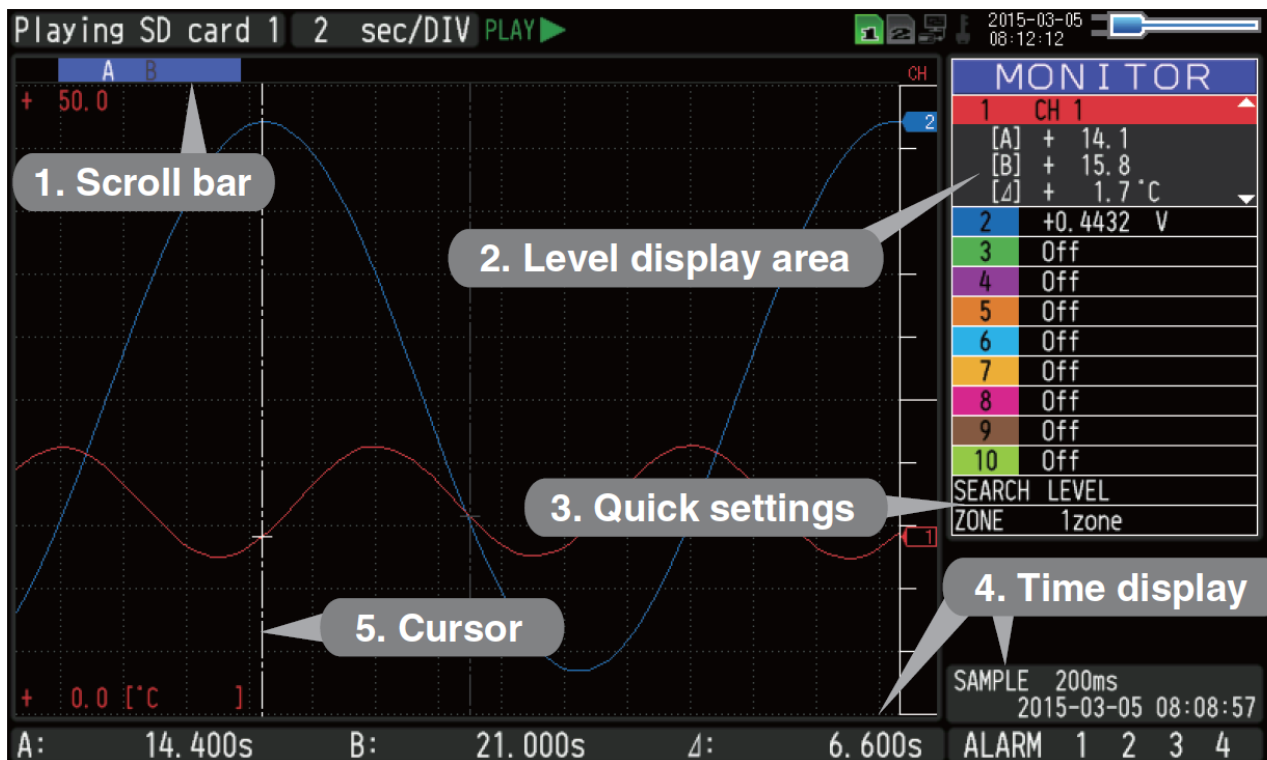 Playing SD card 1 2 sec/DIV PLAY 1 2 2015-03-05
08:12:12
A B CH
+ 50.0
2
1. Scroll bar
2. Level display area
3. Quick settings
1
5. Cursor
+ 0.0 [°C ]
MONITOR
1 CH 1
[A] + 14.1
[B] + 15.8
[⊿] + 1.7 °C
2 +0.4432 V
3 Off
4 Off
5 Off
6 Off
7 Off
8 Off
9 Off
10 Off
SEARCH LEVEL
ZONE 1zone
4. Time display
SAMPLE 200ms
2015-03-05 08:08:57
A: 14.400s B: 21.000s ⊿: 6.600s ALARM 1 2 3 4